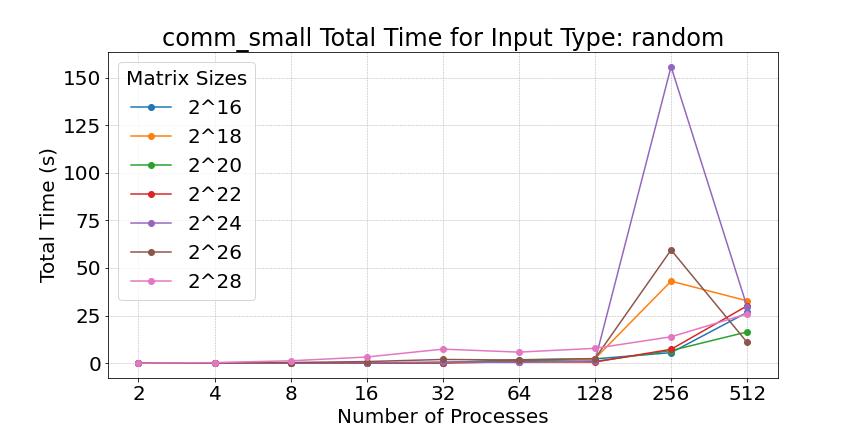 comm_small Total Time for Input Type: random
Total Time (s)
150
125
100
75
50
25
0
Matrix Sizes
2^16
2^18
2^20
2^22
2^24
2^26
2^28
2 4 8 16 32 64 128 256 512
Number of Processes